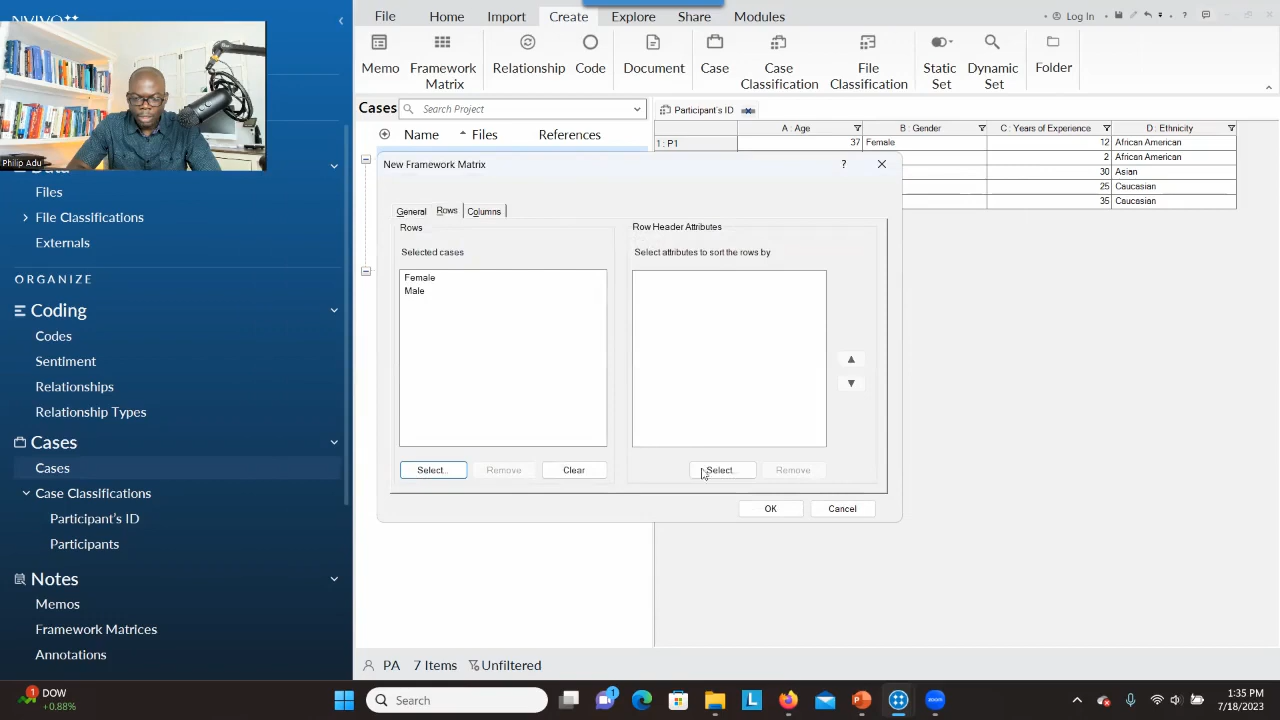 NVIVO
File Home Import Create Explore Share Modules
Log In
Memo Framework Matrix Relationship Code Document Case Case Classification File Classification Static Set Dynamic Set Folder
Philip Adu
Data
Files
File Classifications
Externals
ORGANIZE
Coding
Codes
Sentiment
Relationships
Relationship Types
Cases
Cases
Case Classifications
Participant's ID
Participants
Notes
Memos
Framework Matrices
Annotations
Cases Search Project
Name Files References
Participant's ID
A : Age B : Gender C : Years of Experience D : Ethnicity
1 : P1 37 Female 12 African American
2 African American
30 Asian
25 Caucasian
35 Caucasian
New Framework Matrix ?
General Rows Columns
Rows
Selected cases
Female
Male
Select... Remove Clear
Row Header Attributes
Select attributes to sort the rows by
Select... Remove
OK Cancel
PA 7 Items Unfiltered
1 DOW
+0.88%
Search
1
1:35 PM
7/18/2023